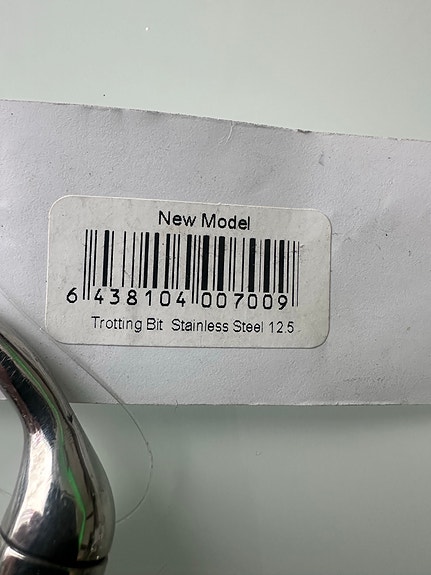 New Model
6 438104 007009
Trotting Bit Stainless Steel 12.5